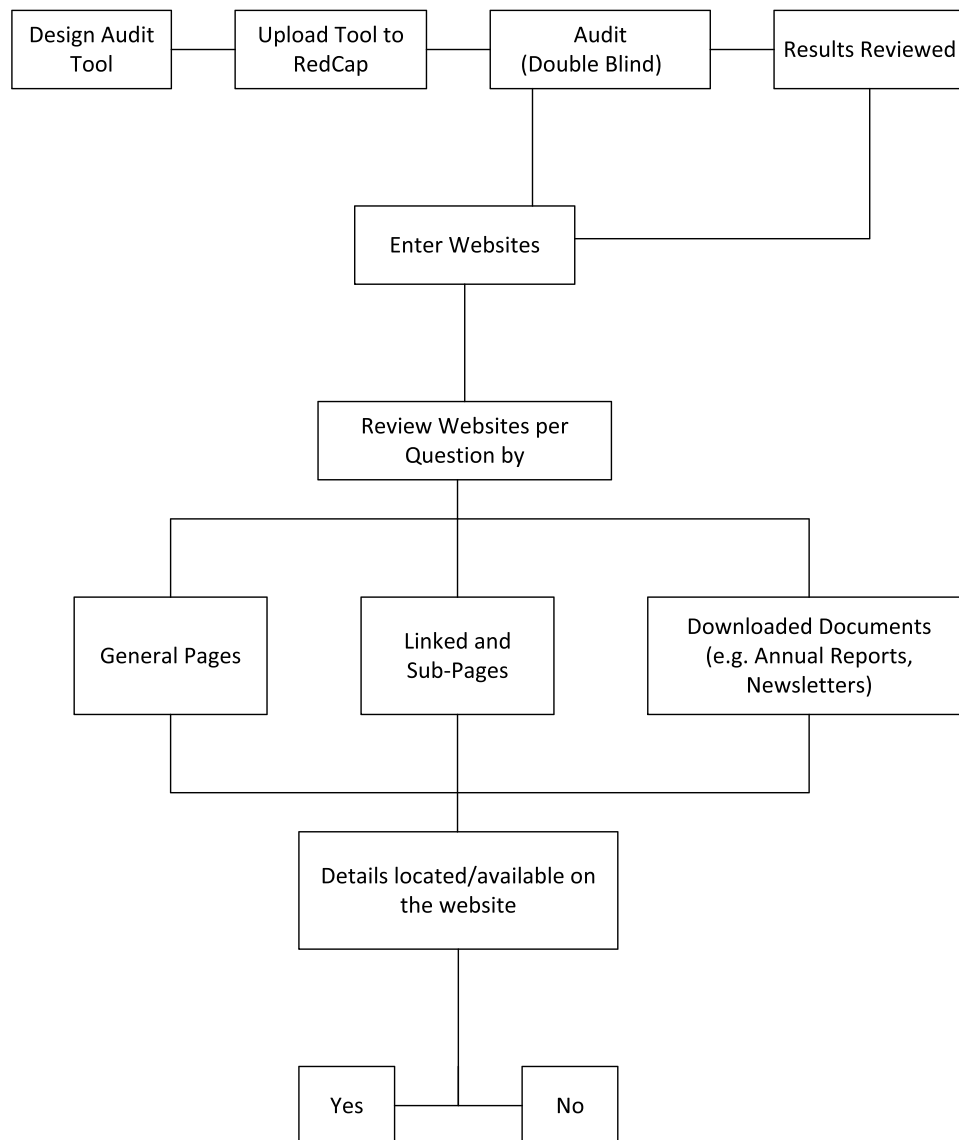 Design Audit
Tool
Upload Tool to
RedCap
Audit
(Double Blind)
Results Reviewed
Enter Websites
Review Websites per
Question by
General Pages
Linked and
Sub-Pages
Downloaded Documents
(e.g. Annual Reports,
Newsletters)
Details located/available on
the website
Yes
No